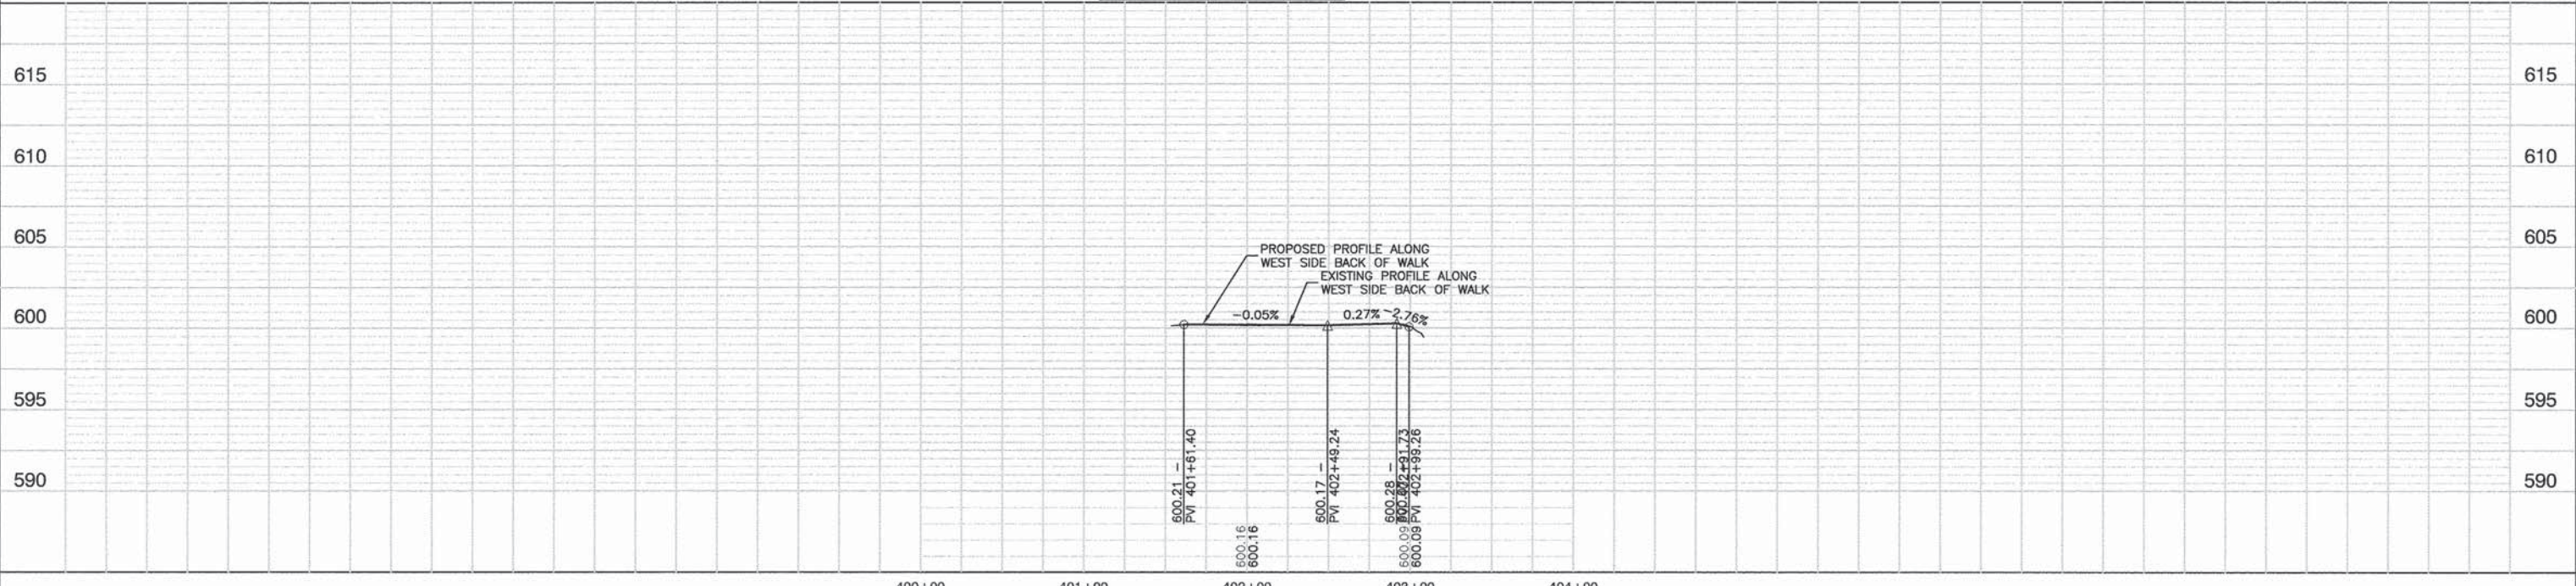 615 615
610 610
605 605
PROPOSED PROFILE ALONG
WEST SIDE BACK OF WALK
EXISTING PROFILE ALONG
WEST SIDE BACK OF WALK
600 -0.05% 0.27% -2.76% 600
595 595
590 590
600.21
PVI 401+61.40
600.17
PVI 402+49.24
600.28
402+91.73
PVI 402+99.26
600.16
600.16
600.09
600.09